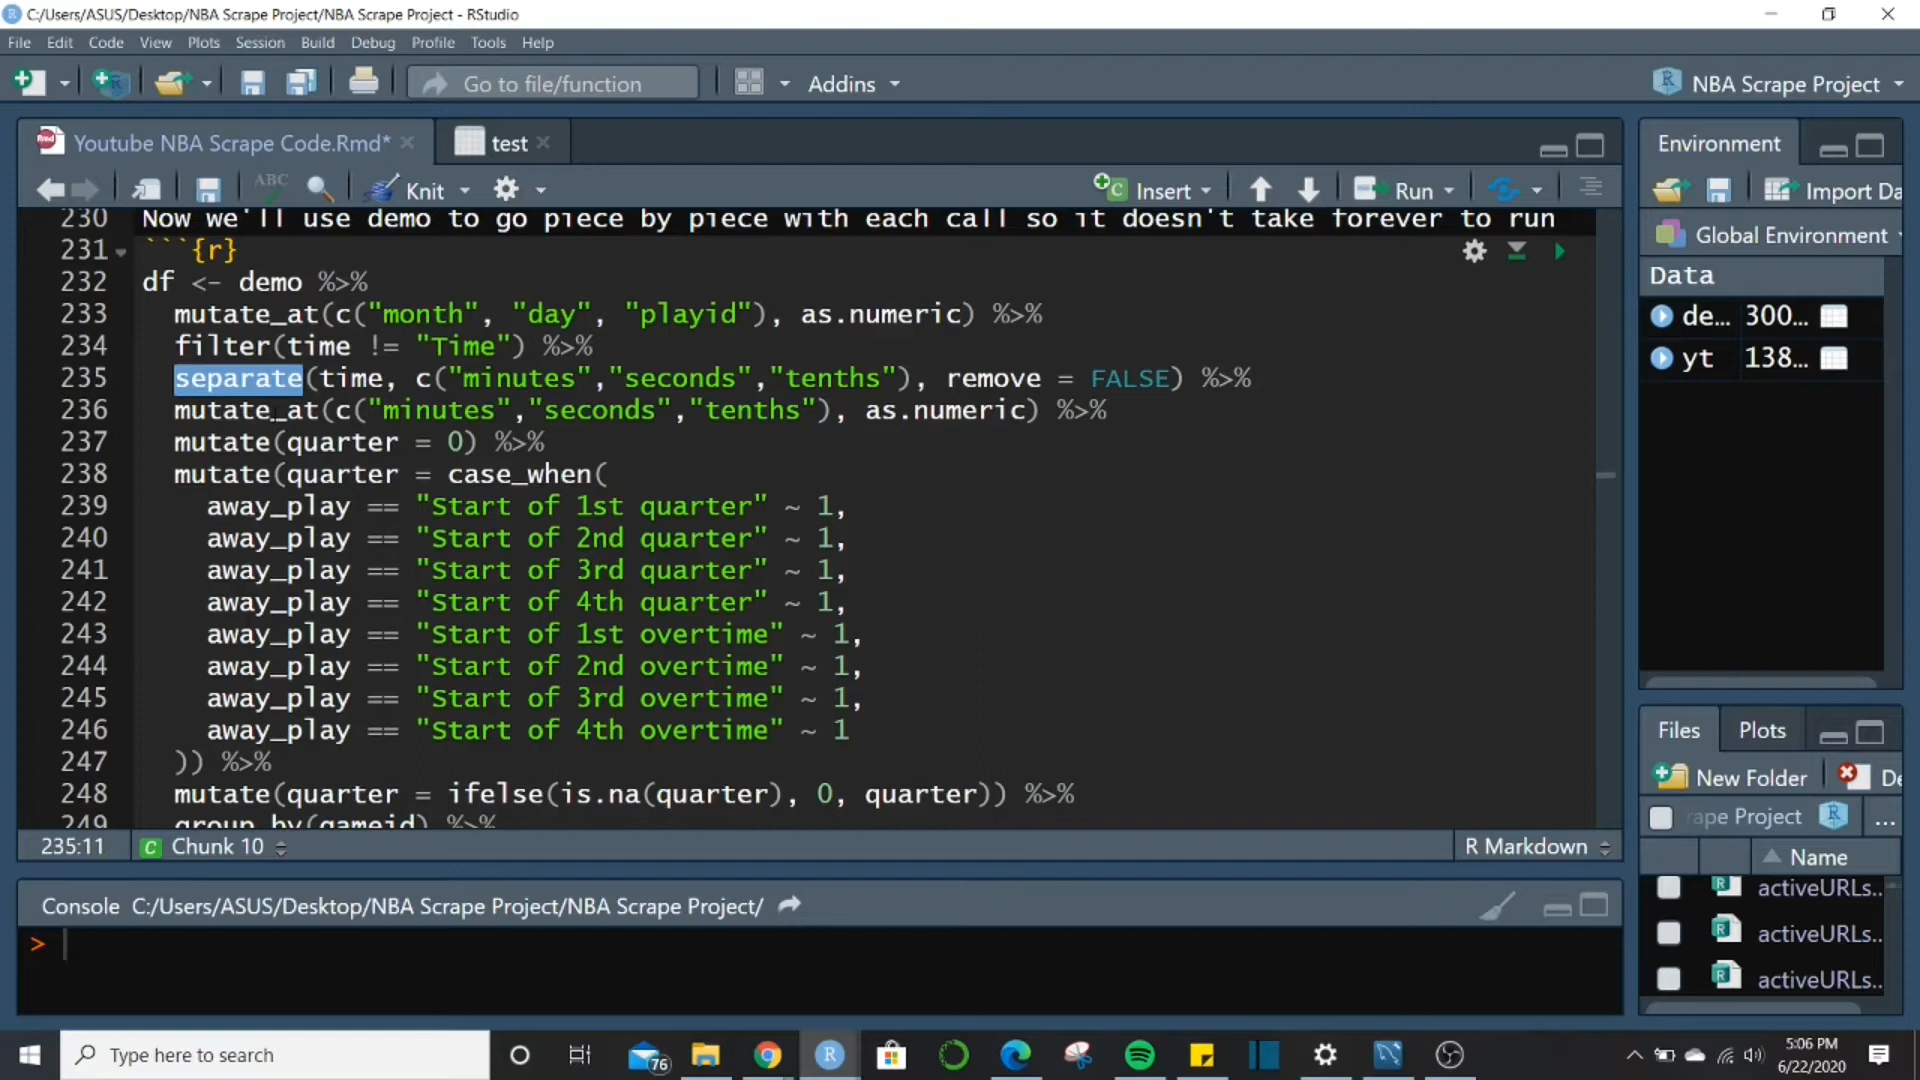 C:/Users/ASUS/Desktop/NBA Scrape Project/NBA Scrape Project - RStudio
File Edit Code View Plots Session Build Debug Profile Tools Help
Go to file/function Addins NBA Scrape Project
Youtube NBA Scrape Code.Rmd* test
ABC Knit Insert Run
230 Now we'll use demo to go piece by piece with each call so it doesn't take forever to run
231 ```{r}
232 df <- demo %>%
233 mutate_at(c("month", "day", "playid"), as.numeric) %>%
234 filter(time != "Time") %>%
235 separate(time, c("minutes","seconds","tenths"), remove = FALSE) %>%
236 mutate_at(c("minutes","seconds","tenths"), as.numeric) %>%
237 mutate(quarter = 0) %>%
238 mutate(quarter = case_when(
239 away_play == "Start of 1st quarter" ~ 1,
240 away_play == "Start of 2nd quarter" ~ 1,
241 away_play == "Start of 3rd quarter" ~ 1,
242 away_play == "Start of 4th quarter" ~ 1,
243 away_play == "Start of 1st overtime" ~ 1,
244 away_play == "Start of 2nd overtime" ~ 1,
245 away_play == "Start of 3rd overtime" ~ 1,
246 away_play == "Start of 4th overtime" ~ 1
247 )) %>%
248 mutate(quarter = ifelse(is.na(quarter), 0, quarter)) %>%
249 group_by(gameid) %>%
235:11 Chunk 10 R Markdown
Console C:/Users/ASUS/Desktop/NBA Scrape Project/NBA Scrape Project/
>
Environment
Import Da
Global Environment
Data
de... 300...
yt 138...
Files Plots
New Folder De
rape Project ...
Name
activeURLs..
activeURLs..
activeURLs..
Type here to search
76
5:06 PM
6/22/2020